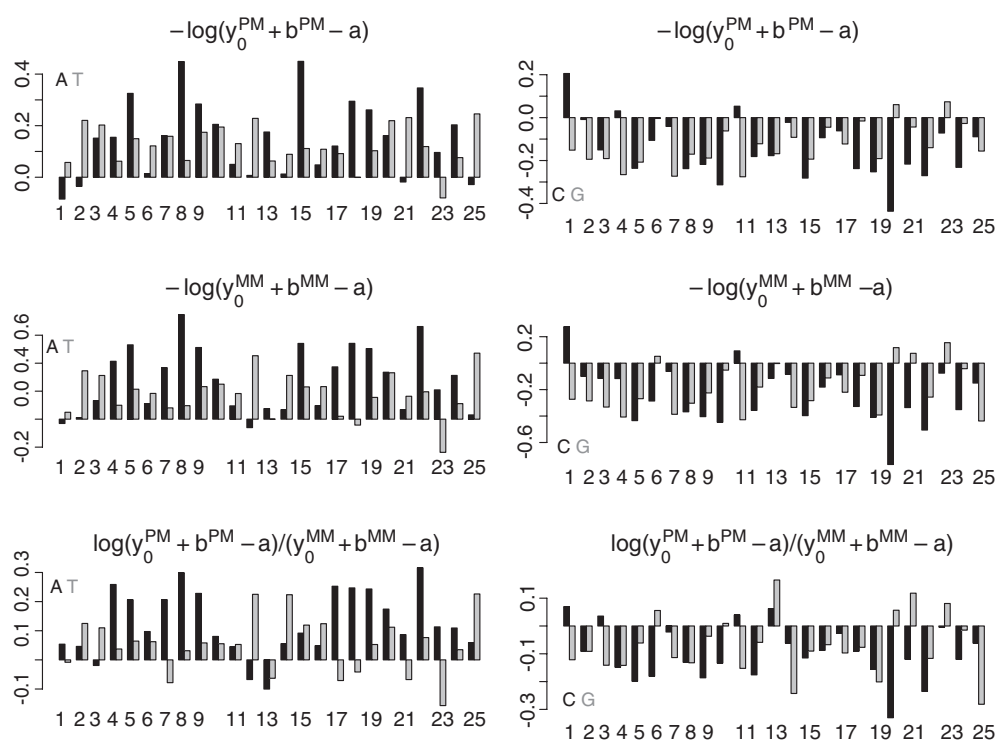 −log(y₀ᴾᴹ + bᴾᴹ − a)
0.4
0.2
0.0
A T
1 2 3 4 5 6 7 8 9 11 13 15 17 19 21 23 25
−log(y₀ᴾᴹ + bᴾᴹ − a)
0.2
0.0
-0.2
-0.4
C G
1 2 3 4 5 6 7 8 9 11 13 15 17 19 21 23 25
−log(y₀ᴹᴹ + bᴹᴹ − a)
0.6
0.4
0.0
-0.2
A T
1 2 3 4 5 6 7 8 9 11 13 15 17 19 21 23 25
−log(y₀ᴹᴹ + bᴹᴹ −a)
0.2
-0.2
-0.6
C G
1 2 3 4 5 6 7 8 9 11 13 15 17 19 21 23 25
log(y₀ᴾᴹ + bᴾᴹ −a)/(y₀ᴹᴹ + bᴹᴹ −a)
0.3
0.1
-0.1
A T
1 2 3 4 5 6 7 8 9 11 13 15 17 19 21 23 25
log(y₀ᴾᴹ + bᴾᴹ −a)/(y₀ᴹᴹ + bᴹᴹ −a)
0.1
-0.1
-0.3
C G
1 2 3 4 5 6 7 8 9 11 13 15 17 19 21 23 25